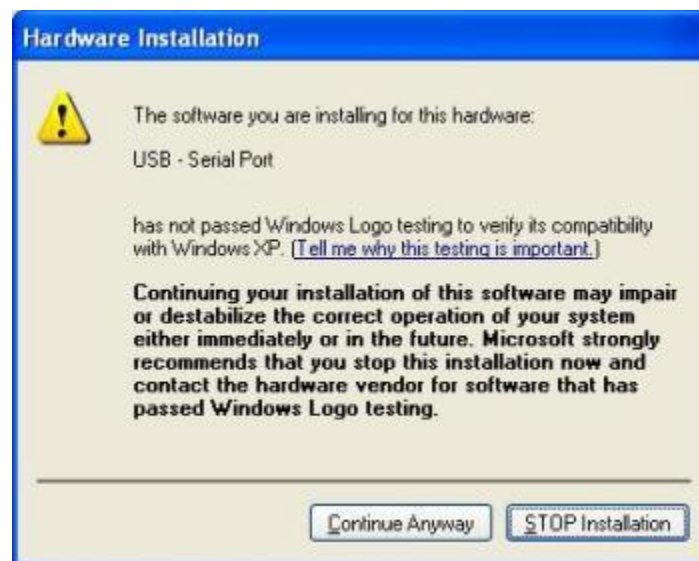 Hardware Installation
The software you are installing for this hardware:
USB - Serial Port
has not passed Windows Logo testing to verify its compatibility
with Windows XP. (Tell me why this testing is important.)
Continuing your installation of this software may impair
or destabilize the correct operation of your system
either immediately or in the future. Microsoft strongly
recommends that you stop this installation now and
contact the hardware vendor for software that has
passed Windows Logo testing.
Continue Anyway
STOP Installation